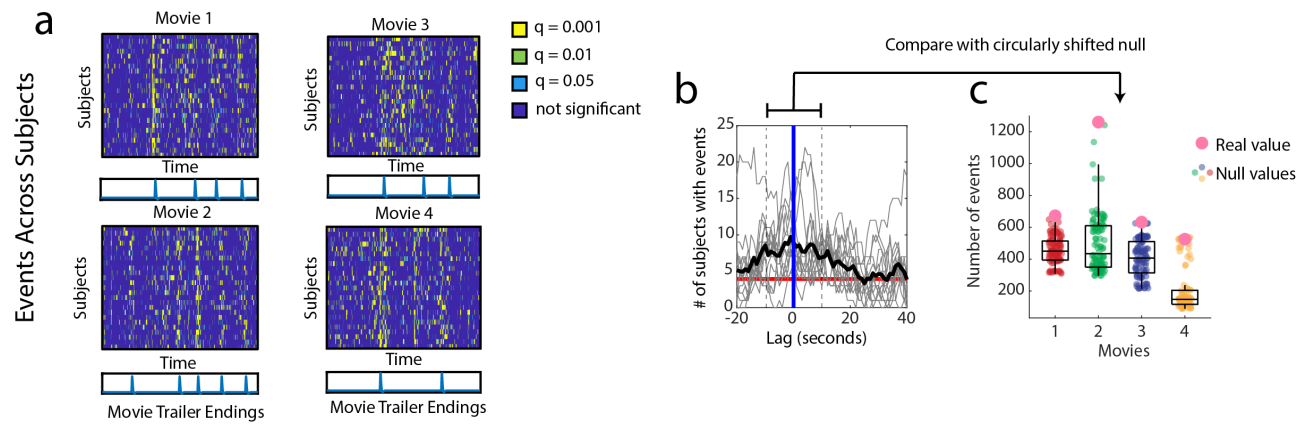 a
Events Across Subjects
Movie 1
Subjects
Time
Movie 3
Subjects
Time
q = 0.001
q = 0.01
q = 0.05
not significant
Movie 2
Subjects
Time
Movie Trailer Endings
Movie 4
Subjects
Time
Movie Trailer Endings
Compare with circularly shifted null
b
# of subjects with events
25
20
15
10
5
0
-20
0
20
40
Lag (seconds)
c
Number of events
1200
1000
800
600
400
200
1
2
3
4
Movies
Real value
Null values